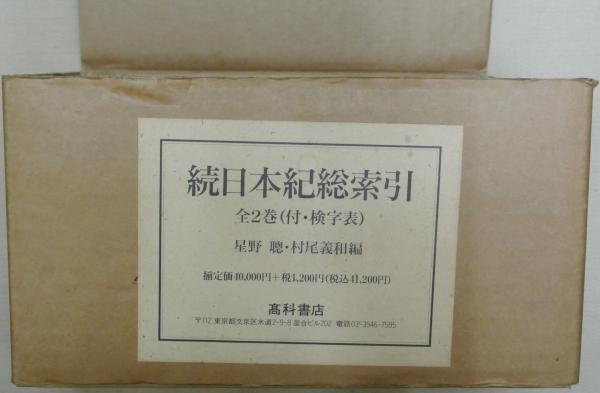 続日本紀総索引
全2巻(付・検字表)
星野 聰・村尾義和編
揃定価40,000円+税1,200円(税込41,200円)
髙科書店
〒112 東京都文京区水道2-9-8 星合ビル202 電話03-3946-7595